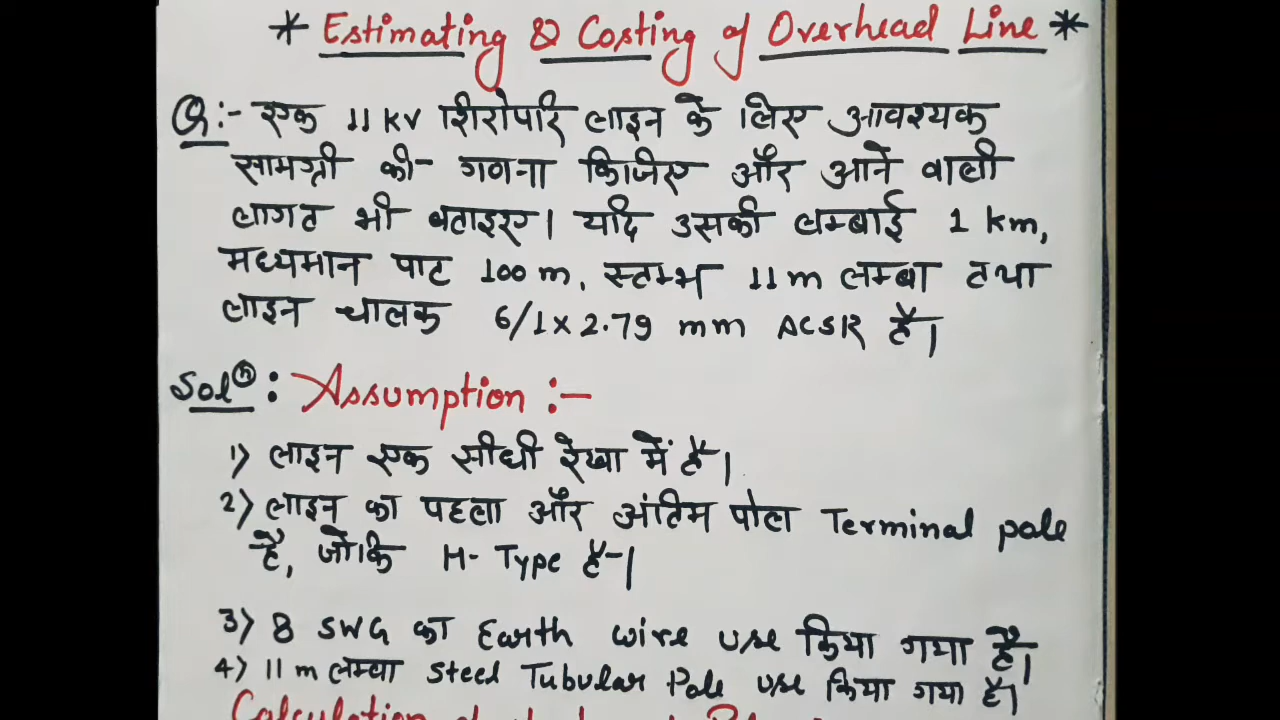 * Estimating & Costing of Overhead Line *
Q:- एक 11 KV शिरोपरि लाइन के लिए आवश्यक
सामग्री की गणना किजिए और आने वाली
लागत भी बताइए। यदि उसकी लम्बाई 1 km,
मध्यमान पाट 100 m, स्तम्भ 11 m लम्बा तथा
लाइन चालक 6/1 x 2.79 mm ACSR है।
Solⁿ: Assumption :-
1) लाइन एक सीधी रेखा में है।
2) लाइन का पहला और अंतिम पोल Terminal pole
है, जोकि H- Type है।
3) 8 SWG का Earth wire use किया गया है।
4) 11 m लम्बा Steel Tubular Pole use किया गया है।
Calculation of